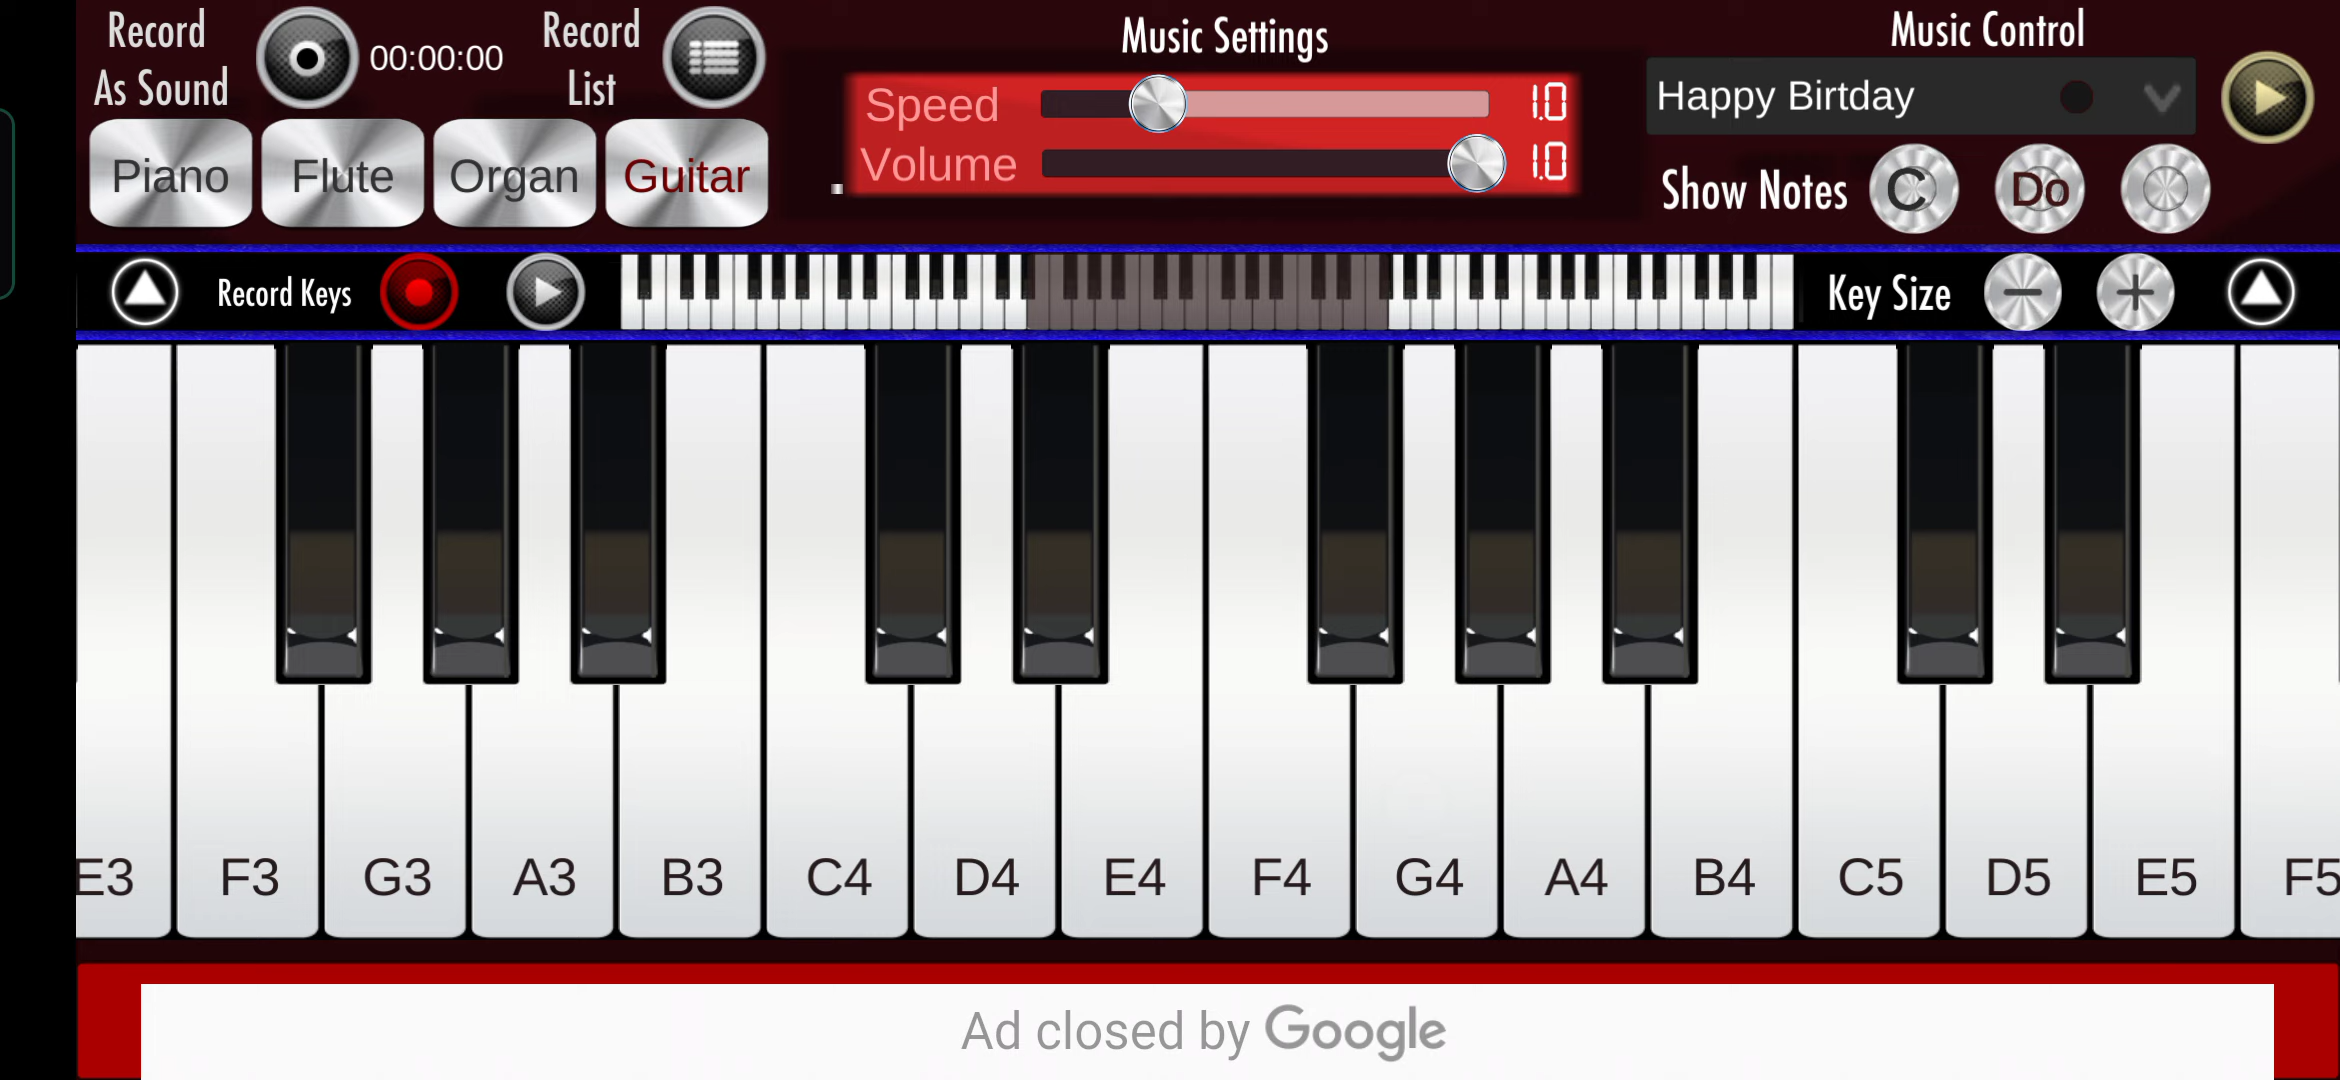 Record
As Sound
00:00:00
Record
List
Music Settings
Speed 1.0
Volume 1.0
Music Control
Happy Birtday
Show Notes C Do
Piano Flute Organ Guitar
Record Keys
Key Size
E3 F3 G3 A3 B3 C4 D4 E4 F4 G4 A4 B4 C5 D5 E5 F5
Ad closed by Google